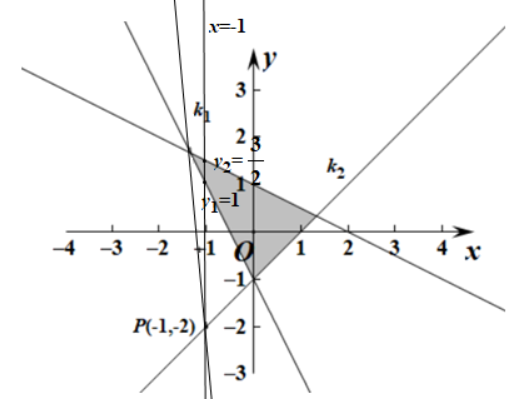 x=-1
y
3
k₁
2
3
y₂=
2
k₂
1
y₁=1
-4 -3 -2 -1 O 1 2 3 4 x
-1
P(-1,-2)
-2
-3